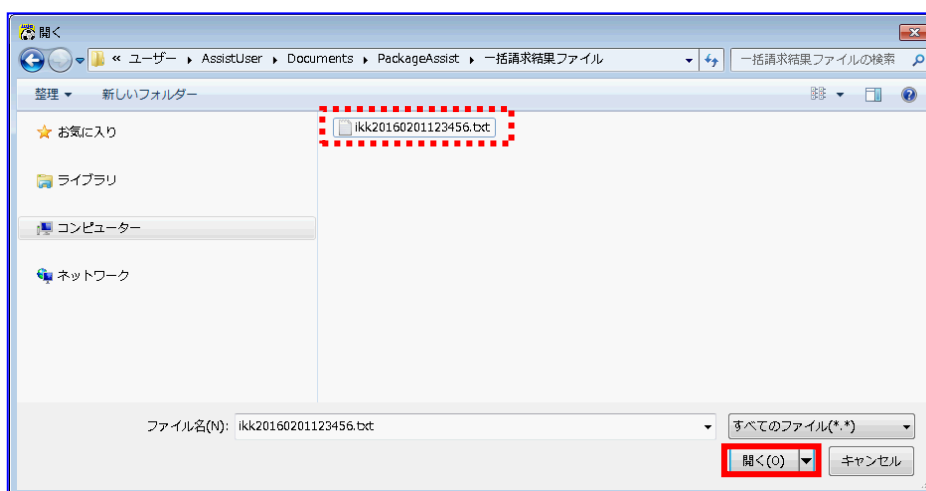 開く
« ユーザー ▸ AssistUser ▸ Documents ▸ PackageAssist ▸ 一括請求結果ファイル
一括請求結果ファイルの検索
整理 ▼ 新しいフォルダー
お気に入り
ikk20160201123456.txt
ライブラリ
コンピューター
ネットワーク
ファイル名(N): ikk20160201123456.txt
すべてのファイル(*.*)
開く(O)
キャンセル